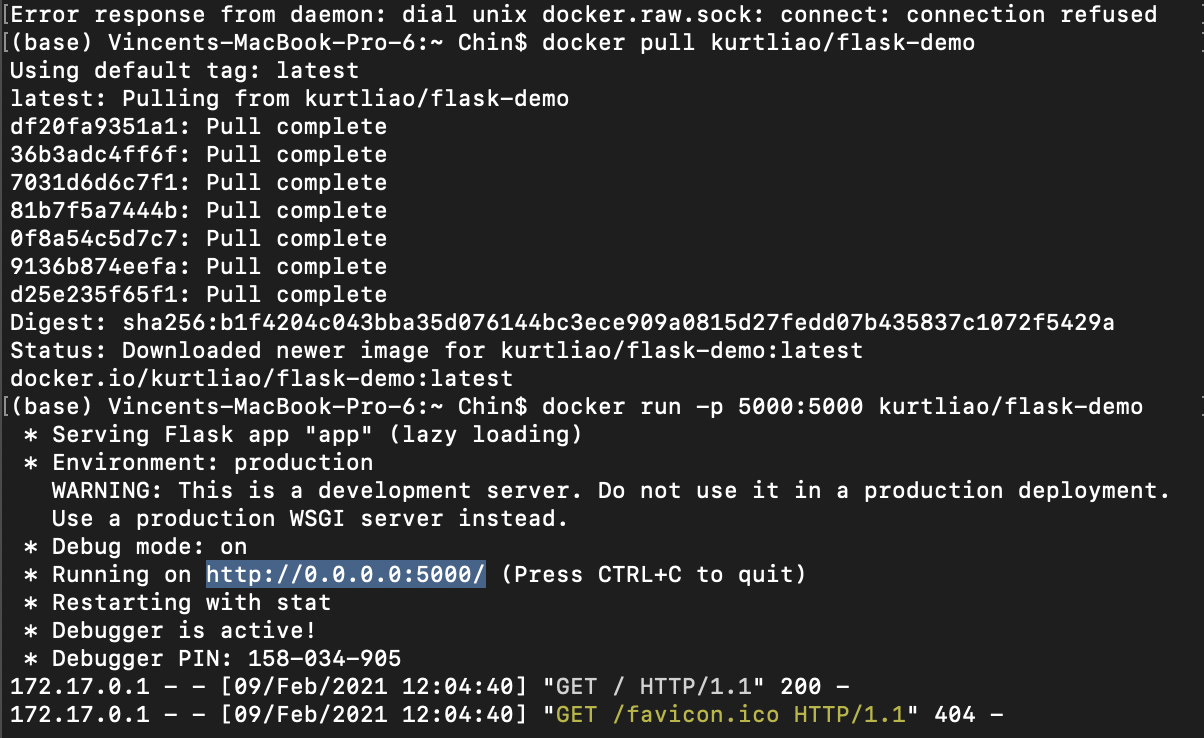 [Error response from daemon: dial unix docker.raw.sock: connect: connection refused
[(base) Vincents-MacBook-Pro-6:~ Chin$ docker pull kurtliao/flask-demo
Using default tag: latest
latest: Pulling from kurtliao/flask-demo
df20fa9351a1: Pull complete
36b3adc4ff6f: Pull complete
7031d6d6c7f1: Pull complete
81b7f5a7444b: Pull complete
0f8a54c5d7c7: Pull complete
9136b874eefa: Pull complete
d25e235f65f1: Pull complete
Digest: sha256:b1f4204c043bba35d076144bc3ece909a0815d27fedd07b435837c1072f5429a
Status: Downloaded newer image for kurtliao/flask-demo:latest
docker.io/kurtliao/flask-demo:latest
[(base) Vincents-MacBook-Pro-6:~ Chin$ docker run -p 5000:5000 kurtliao/flask-demo
 * Serving Flask app "app" (lazy loading)
 * Environment: production
   WARNING: This is a development server. Do not use it in a production deployment.
   Use a production WSGI server instead.
 * Debug mode: on
 * Running on http://0.0.0.0:5000/ (Press CTRL+C to quit)
 * Restarting with stat
 * Debugger is active!
 * Debugger PIN: 158-034-905
172.17.0.1 - - [09/Feb/2021 12:04:40] "GET / HTTP/1.1" 200 -
172.17.0.1 - - [09/Feb/2021 12:04:40] "GET /favicon.ico HTTP/1.1" 404 -